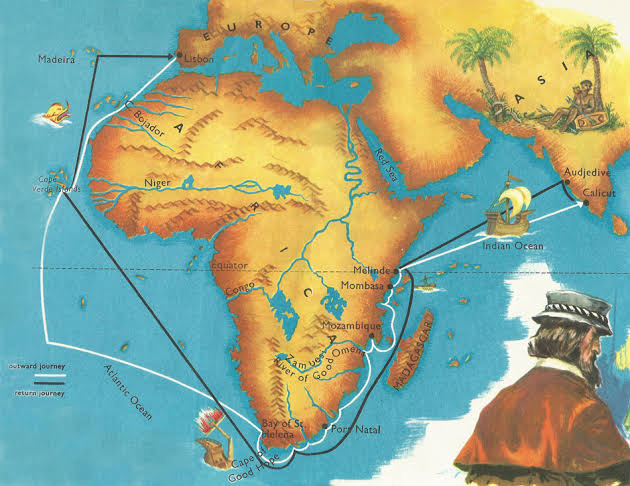 EUROPE
Madeira
Lisbon
ASIA
C. Bojador
AFRICA
Red Sea
Audjedive
Cape
Verde Islands
Niger
Calicut
Indian Ocean
equator
Melinde
Congo
Mombasa
Mozambique
River of Good Omen
MADAGASCAR
outward journey
return journey
Atlantic Ocean
Bay of St.
Helena
Port Natal
Cape of
Good Hope